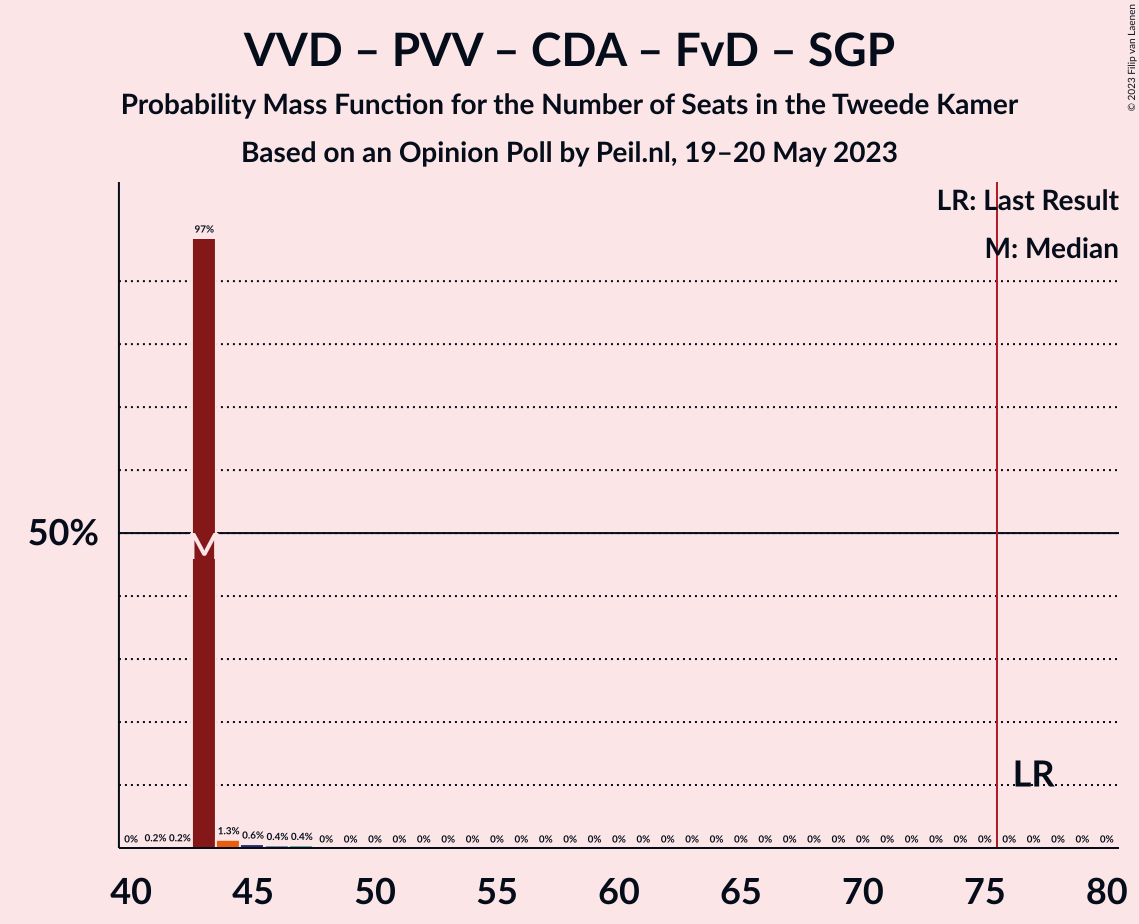 VVD – PVV – CDA – FvD – SGP
Probability Mass Function for the Number of Seats in the Tweede Kamer
Based on an Opinion Poll by Peil.nl, 19–20 May 2023
© 2023 Filip van Laenen
LR: Last Result
M: Median
97%
50%
LR
0% 0.2% 0.2% 1.3% 0.6% 0.4% 0.4% 0% 0% 0% 0% 0% 0% 0% 0% 0% 0% 0% 0% 0% 0% 0% 0% 0% 0% 0% 0% 0% 0% 0% 0% 0% 0% 0% 0% 0% 0% 0% 0% 0%
40 45 50 55 60 65 70 75 80